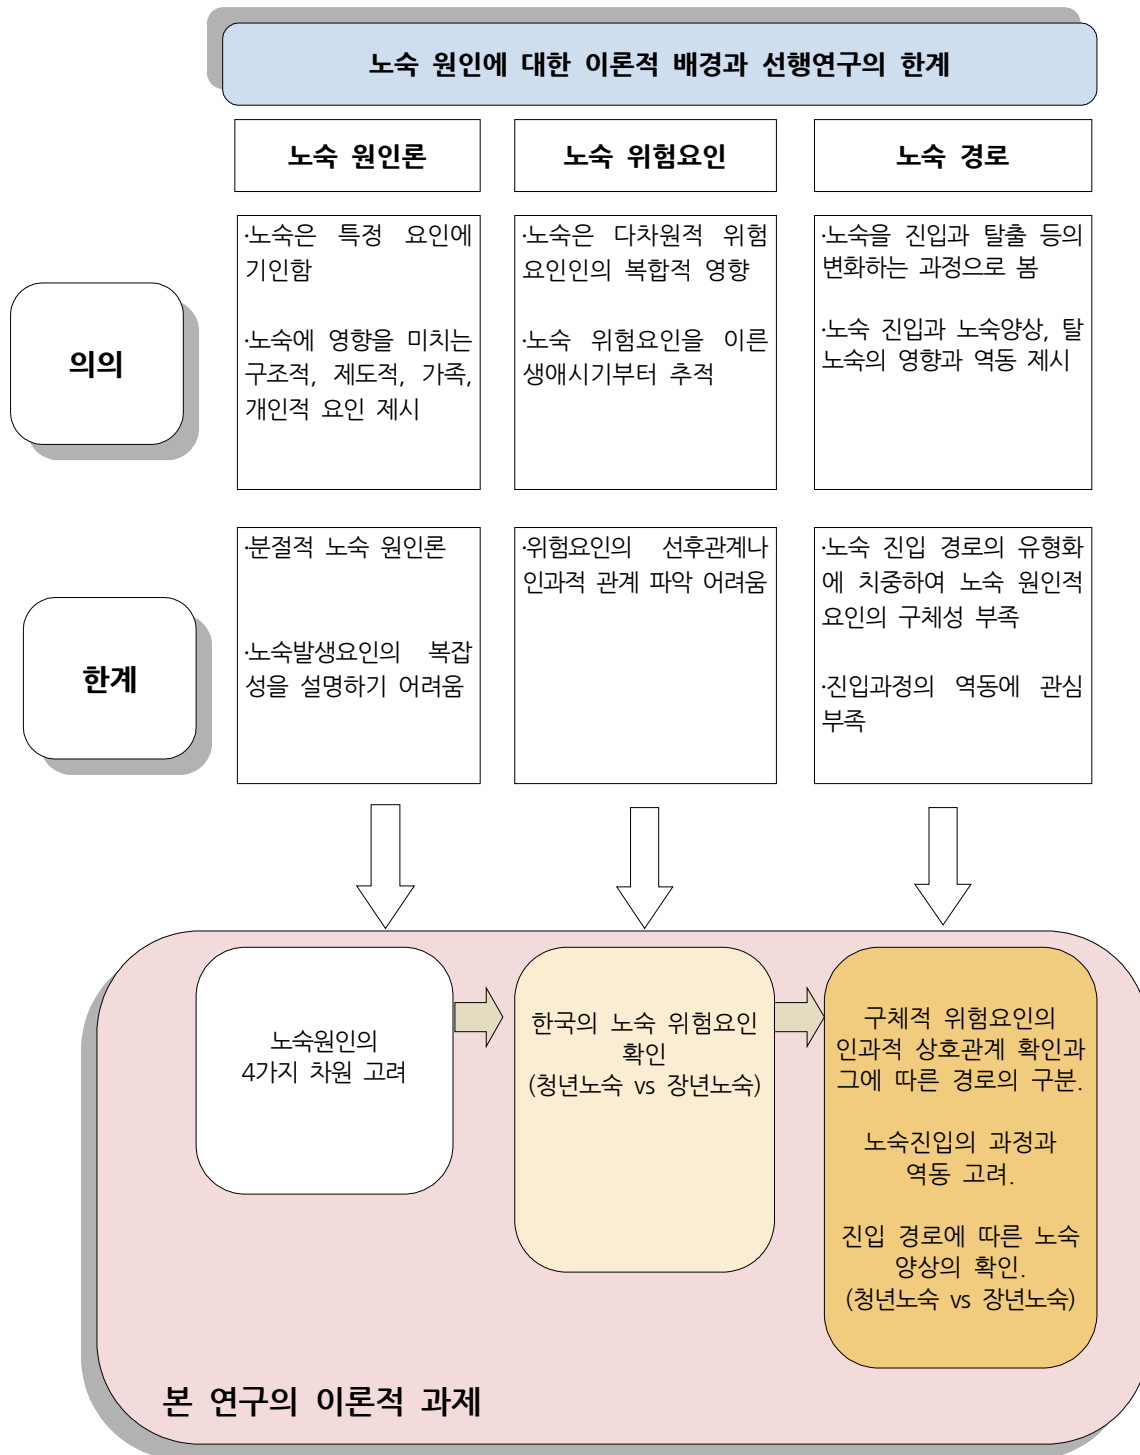 노숙 원인에 대한 이론적 배경과 선행연구의 한계
노숙 원인론
노숙 위험요인
노숙 경로
의의
·노숙은 특정 요인에
기인함
·노숙에 영향을 미치는
구조적, 제도적, 가족,
개인적 요인 제시
·노숙은 다차원적 위험
요인인의 복합적 영향
·노숙 위험요인을 이른
생애시기부터 추적
·노숙을 진입과 탈출 등의
변화하는 과정으로 봄
·노숙 진입과 노숙양상, 탈
노숙의 영향과 역동 제시
한계
·분절적 노숙 원인론
·노숙발생요인의 복잡
성을 설명하기 어려움
·위험요인의 선후관계나
인과적 관계 파악 어려움
·노숙 진입 경로의 유형화
에 치중하여 노숙 원인적
요인의 구체성 부족
·진입과정의 역동에 관심
부족
노숙원인의
4가지 차원 고려
한국의 노숙 위험요인
확인
(청년노숙 vs 장년노숙)
구체적 위험요인의
인과적 상호관계 확인과
그에 따른 경로의 구분.
노숙진입의 과정과
역동 고려.
진입 경로에 따른 노숙
양상의 확인.
(청년노숙 vs 장년노숙)
본 연구의 이론적 과제